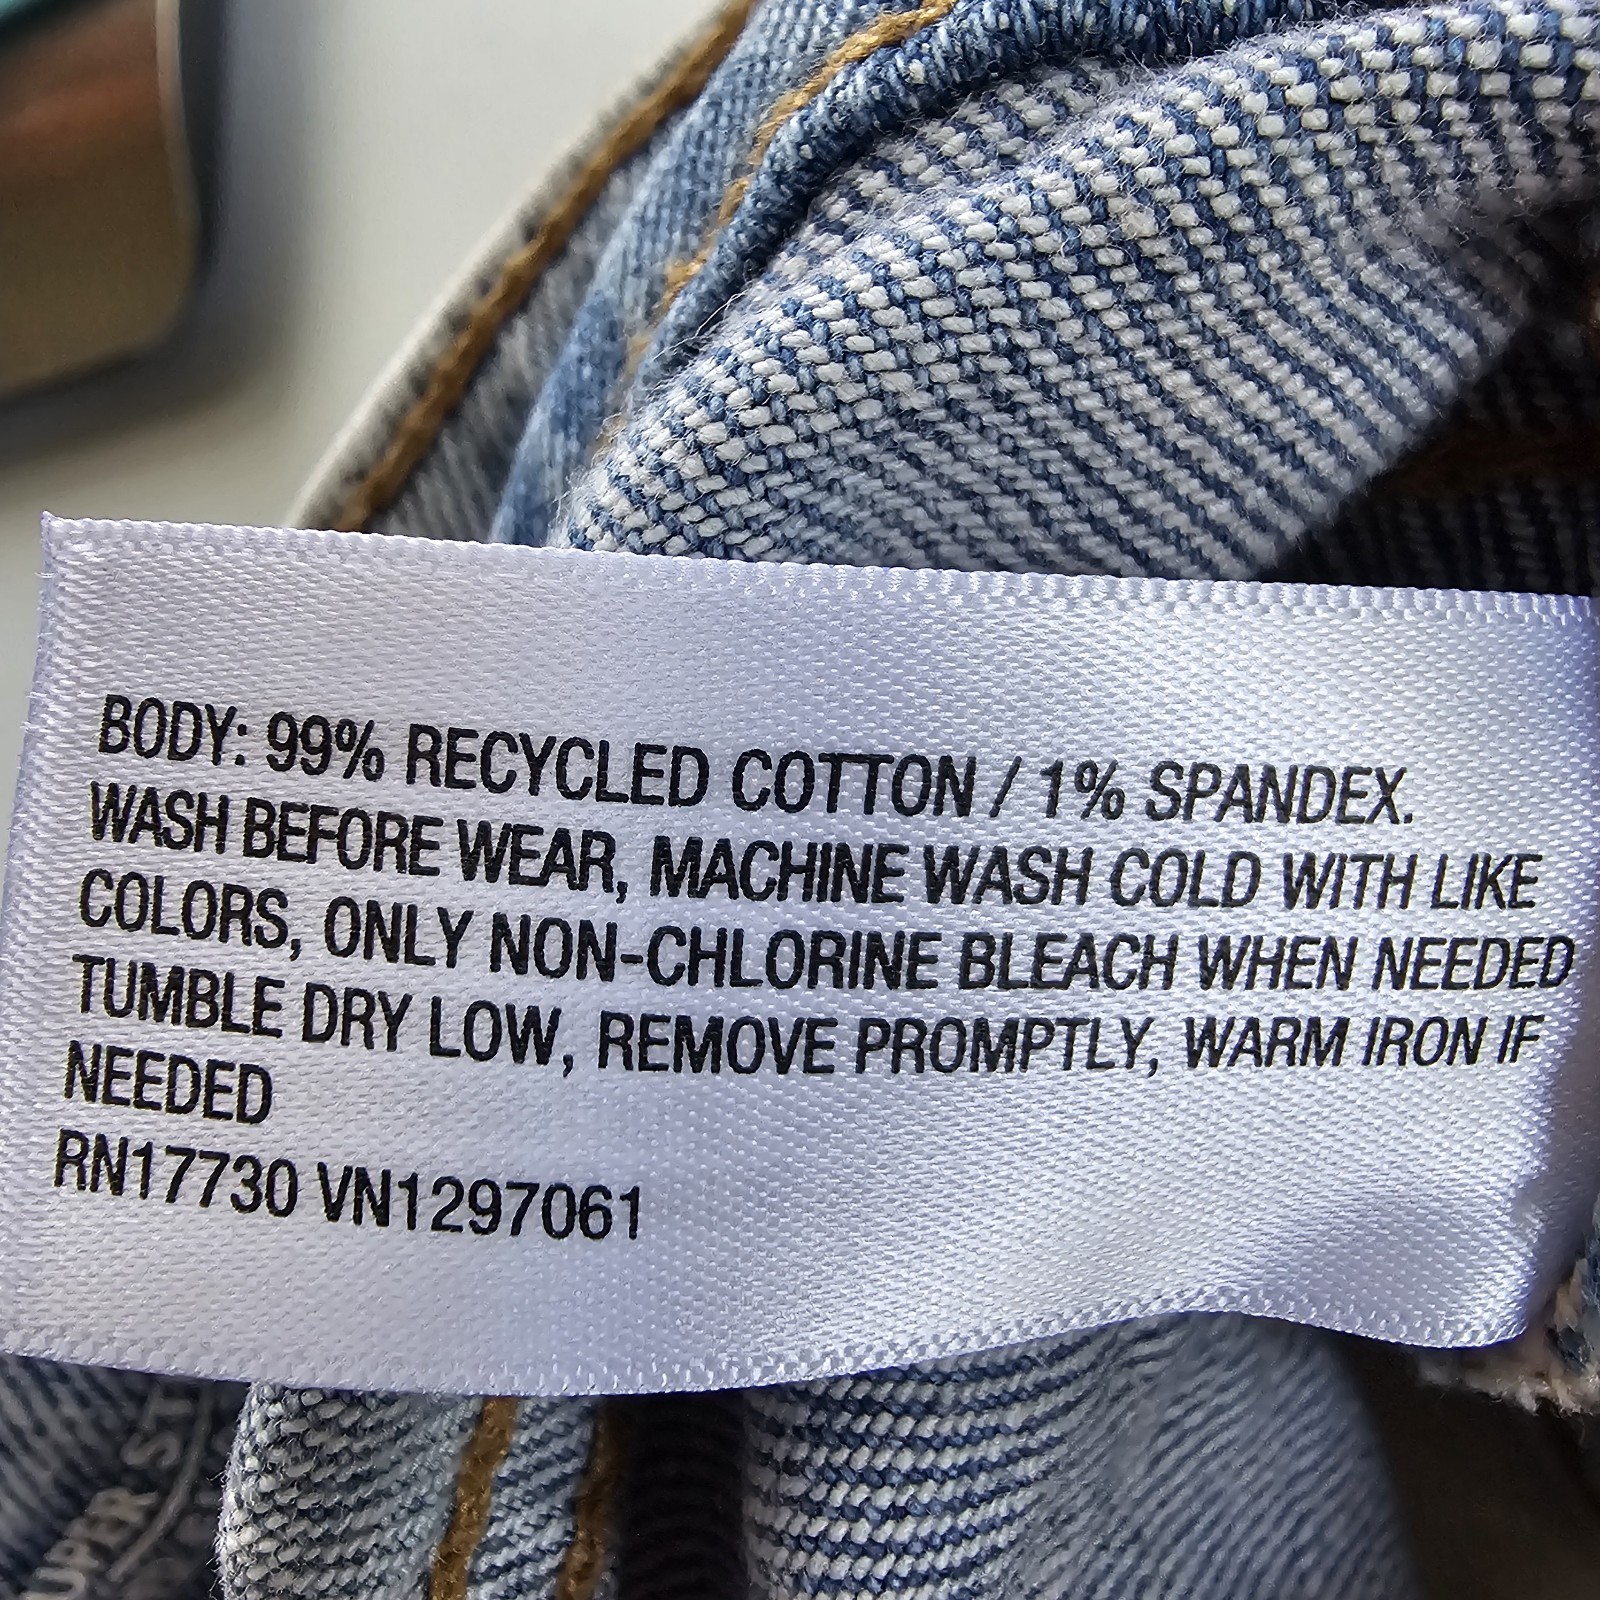 BODY: 99% RECYCLED COTTON / 1% SPANDEX.
WASH BEFORE WEAR, MACHINE WASH COLD WITH LIKE
COLORS, ONLY NON-CHLORINE BLEACH WHEN NEEDED
TUMBLE DRY LOW, REMOVE PROMPTLY, WARM IRON IF
NEEDED
RN17730 VN1297061